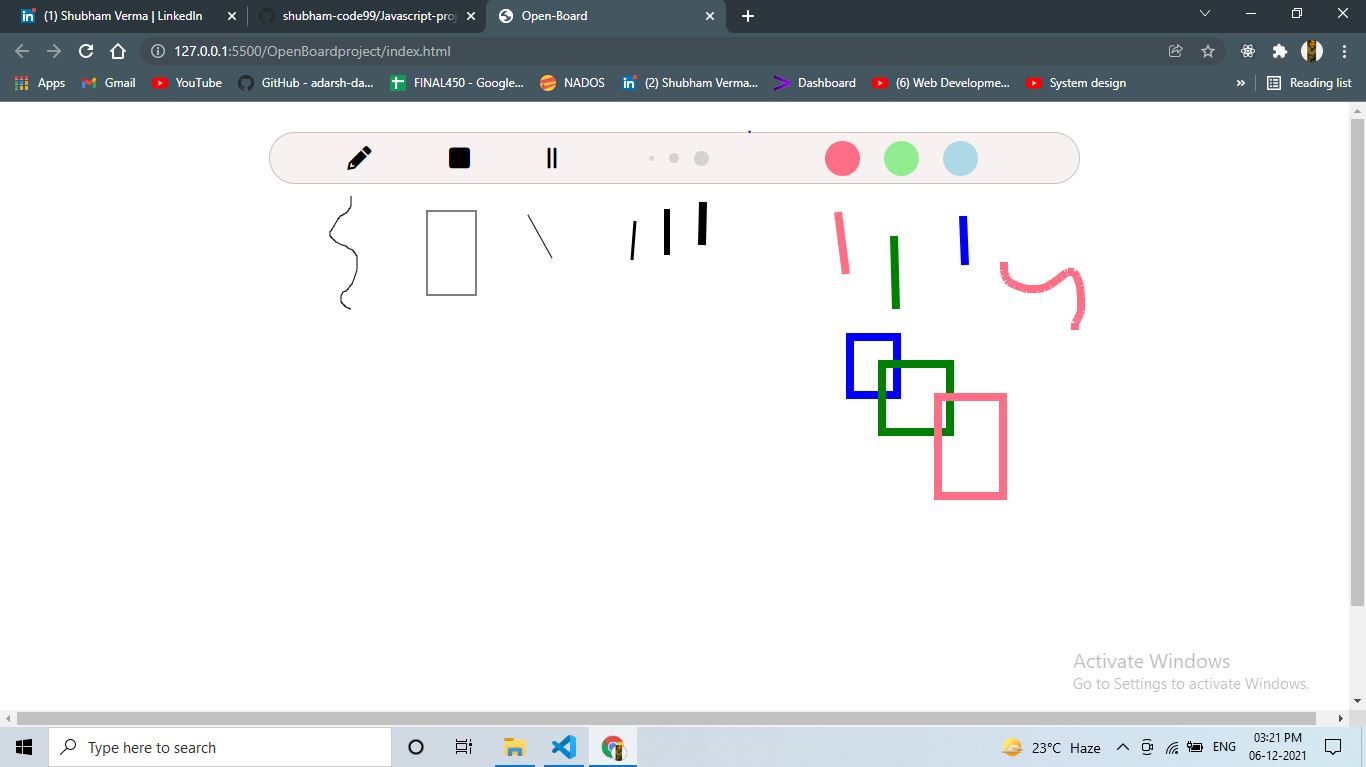 (1) Shubham Verma | LinkedIn
shubham-code99/Javascript-proj
Open-Board
127.0.0.1:5500/OpenBoardproject/index.html
Apps
Gmail
YouTube
GitHub - adarsh-da...
FINAL450 - Google...
NADOS
(2) Shubham Verma...
Dashboard
(6) Web Developme...
System design
»
Reading list
Activate Windows
Go to Settings to activate Windows.
Type here to search
23°C Haze
ENG
03:21 PM
06-12-2021